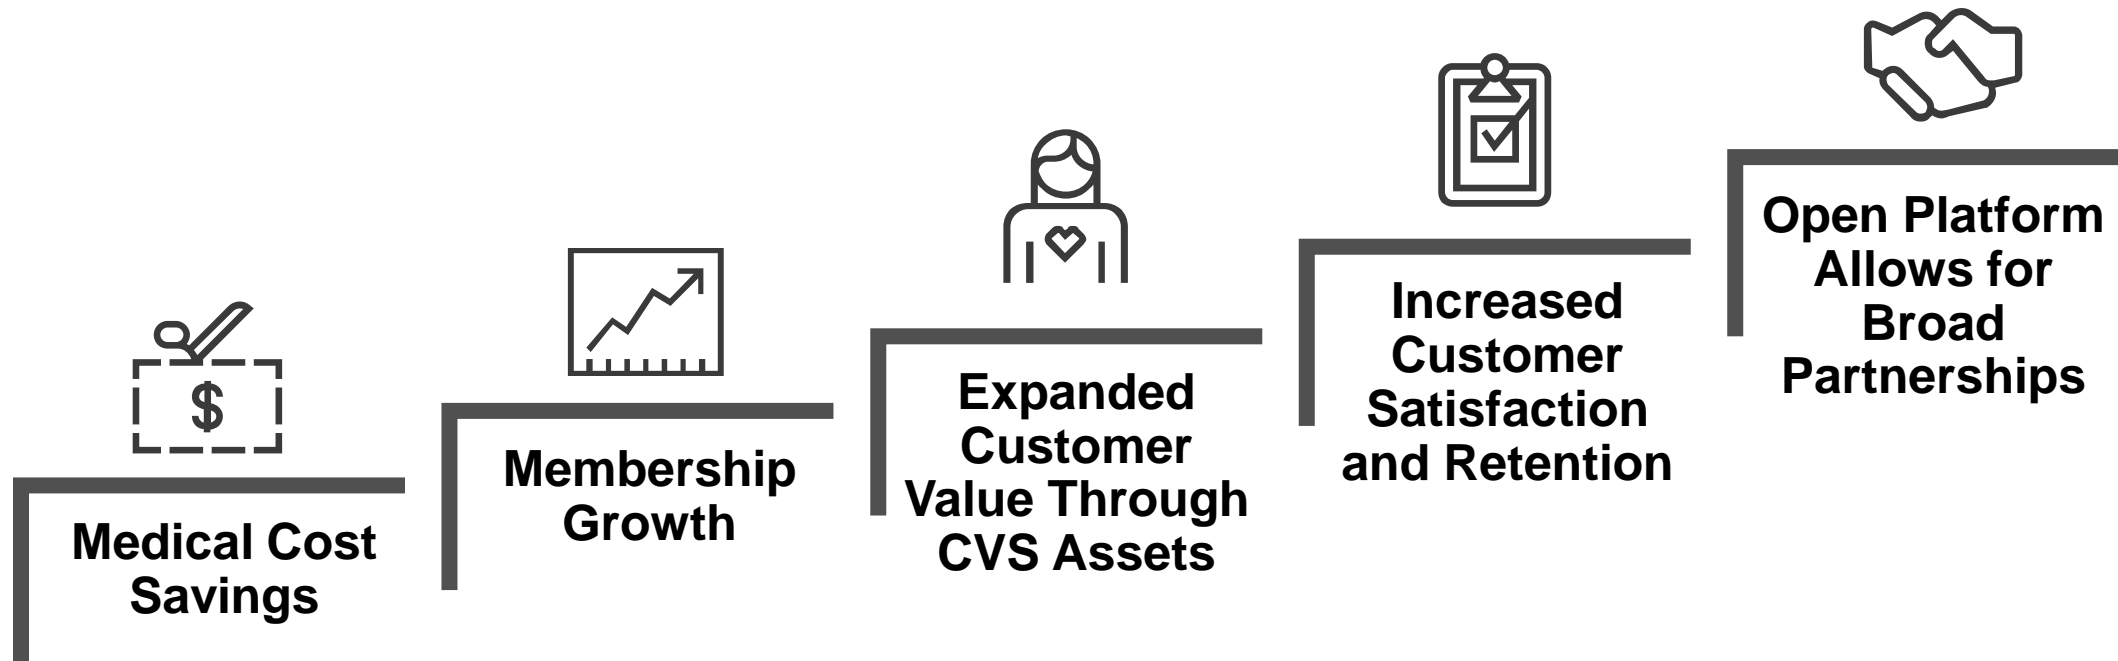 $
Medical Cost
Savings
Membership
Growth
Expanded
Customer
Value Through
CVS Assets
Increased
Customer
Satisfaction
and Retention
Open Platform
Allows for
Broad
Partnerships